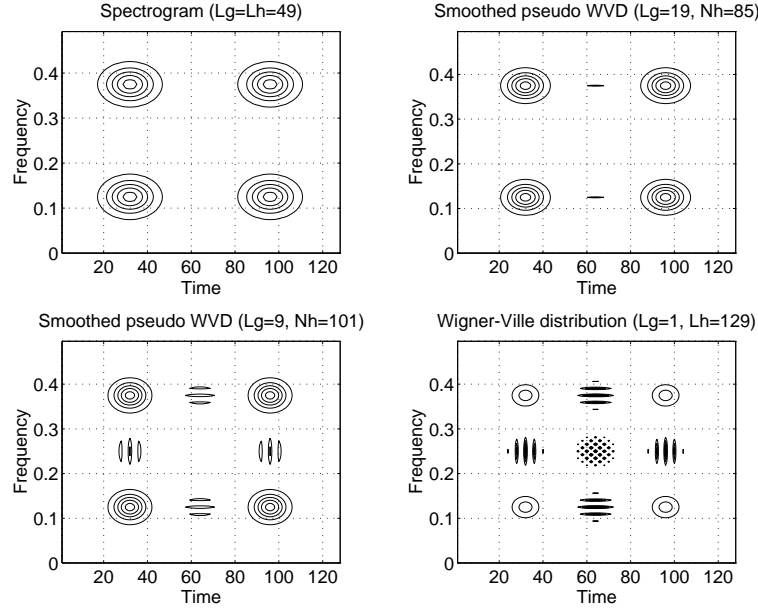 Spectrogram (Lg=Lh=49)
Frequency
0.4
0.3
0.2
0.1
0
20 40 60 80 100 120
Time
Smoothed pseudo WVD (Lg=19, Nh=85)
Frequency
0.4
0.3
0.2
0.1
0
20 40 60 80 100 120
Time
Smoothed pseudo WVD (Lg=9, Nh=101)
Frequency
0.4
0.3
0.2
0.1
0
20 40 60 80 100 120
Time
Wigner-Ville distribution (Lg=1, Lh=129)
Frequency
0.4
0.3
0.2
0.1
0
20 40 60 80 100 120
Time